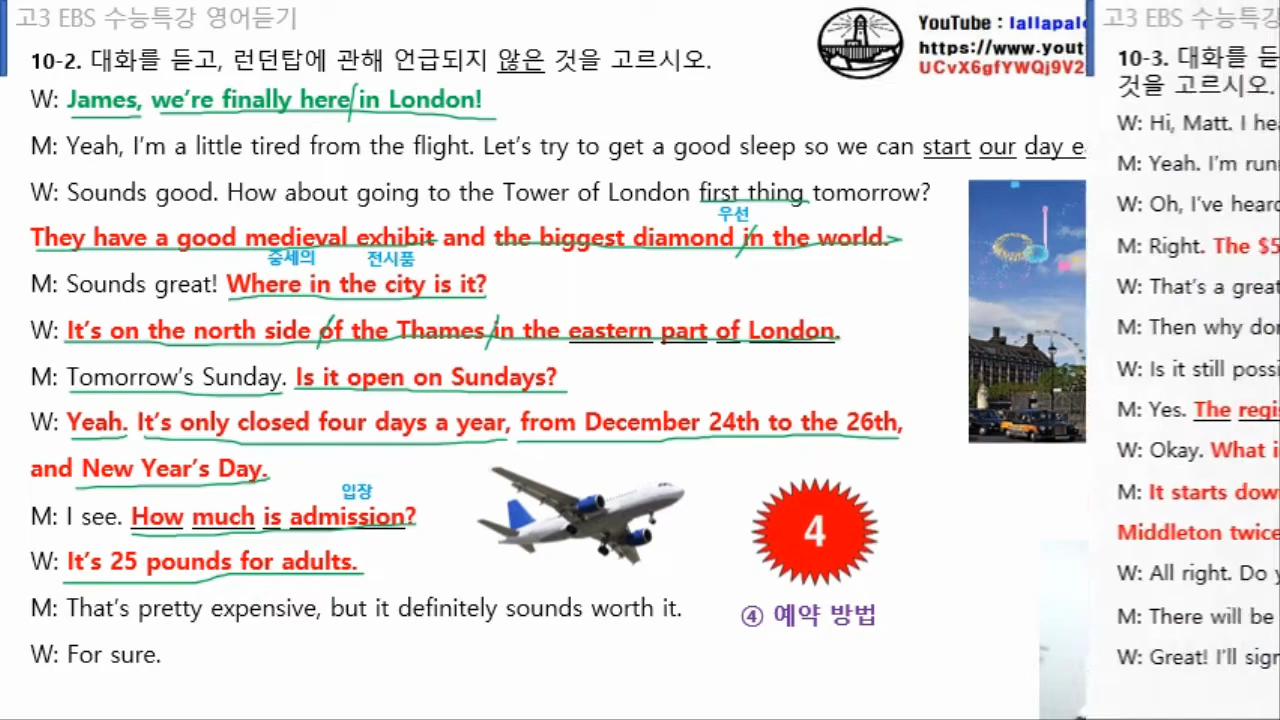 고3 EBS 수능특강 영어듣기
YouTube : lallapal
https://www.yout
UCvX6gfYWQj9V2
10-2. 대화를 듣고, 런던탑에 관해 언급되지 않은 것을 고르시오.
W: James, we're finally here in London!
M: Yeah, I'm a little tired from the flight. Let's try to get a good sleep so we can start our day e
W: Sounds good. How about going to the Tower of London first thing tomorrow?
우선
They have a good medieval exhibit and the biggest diamond in the world.
중세의 전시품
M: Sounds great! Where in the city is it?
W: It's on the north side of the Thames in the eastern part of London.
M: Tomorrow's Sunday. Is it open on Sundays?
W: Yeah. It's only closed four days a year, from December 24th to the 26th,
and New Year's Day.
입장
M: I see. How much is admission?
W: It's 25 pounds for adults.
M: That's pretty expensive, but it definitely sounds worth it.
W: For sure.
4
④ 예약 방법
고3 EBS 수능특강
10-3. 대화를 듣
것을 고르시오.
W: Hi, Matt. I hea
M: Yeah. I'm runn
W: Oh, I've heard
M: Right. The $5
W: That's a great
M: Then why don
W: Is it still possi
M: Yes. The regis
W: Okay. What i
M: It starts down
Middleton twice
W: All right. Do y
M: There will be
W: Great! I'll sign